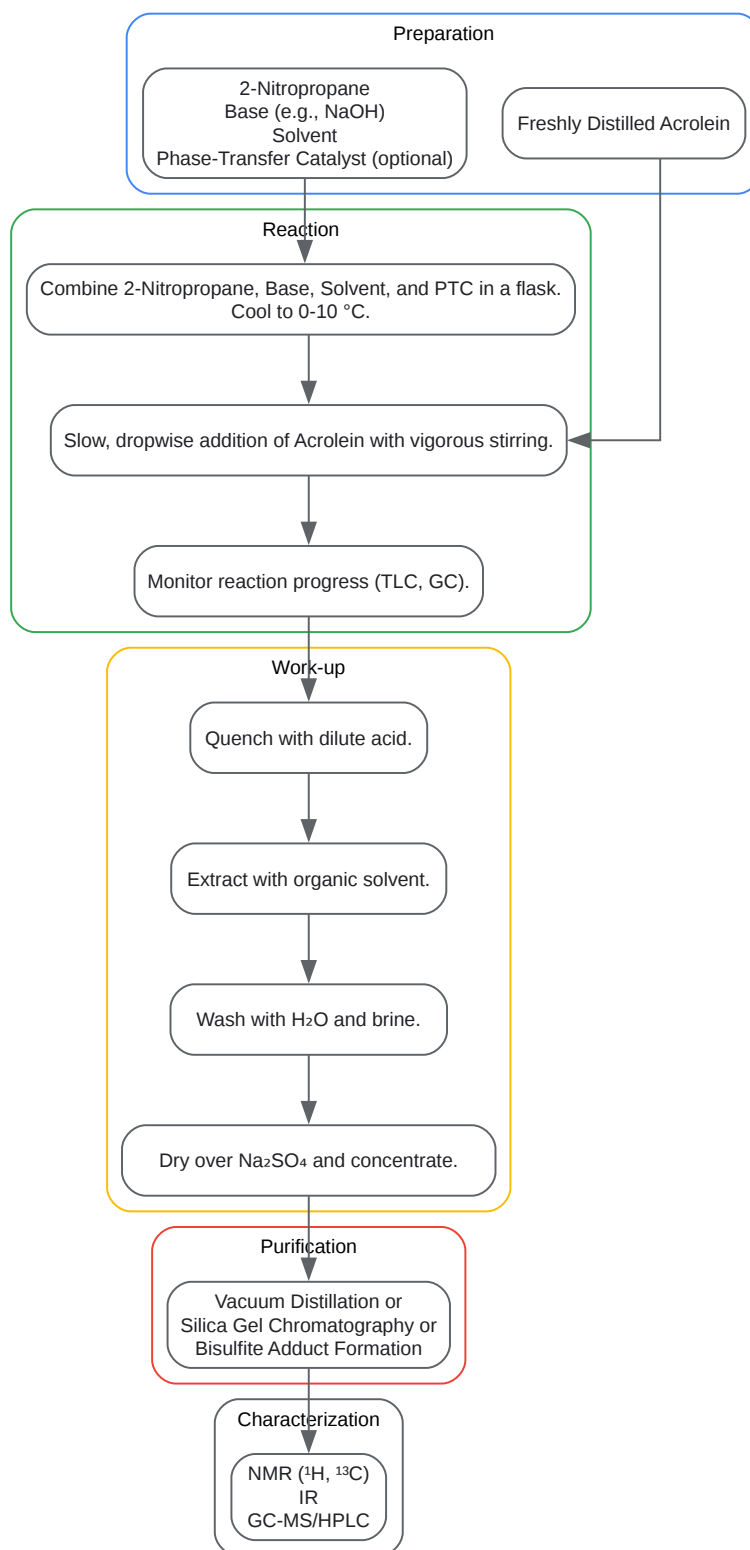 Preparation
2-Nitropropane
Base (e.g., NaOH)
Solvent
Phase-Transfer Catalyst (optional)
Freshly Distilled Acrolein
Reaction
Combine 2-Nitropropane, Base, Solvent, and PTC in a flask.
Cool to 0-10 °C.
Slow, dropwise addition of Acrolein with vigorous stirring.
Monitor reaction progress (TLC, GC).
Work-up
Quench with dilute acid.
Extract with organic solvent.
Wash with H₂O and brine.
Dry over Na₂SO₄ and concentrate.
Purification
Vacuum Distillation or
Silica Gel Chromatography or
Bisulfite Adduct Formation
Characterization
NMR (¹H, ¹³C)
IR
GC-MS/HPLC